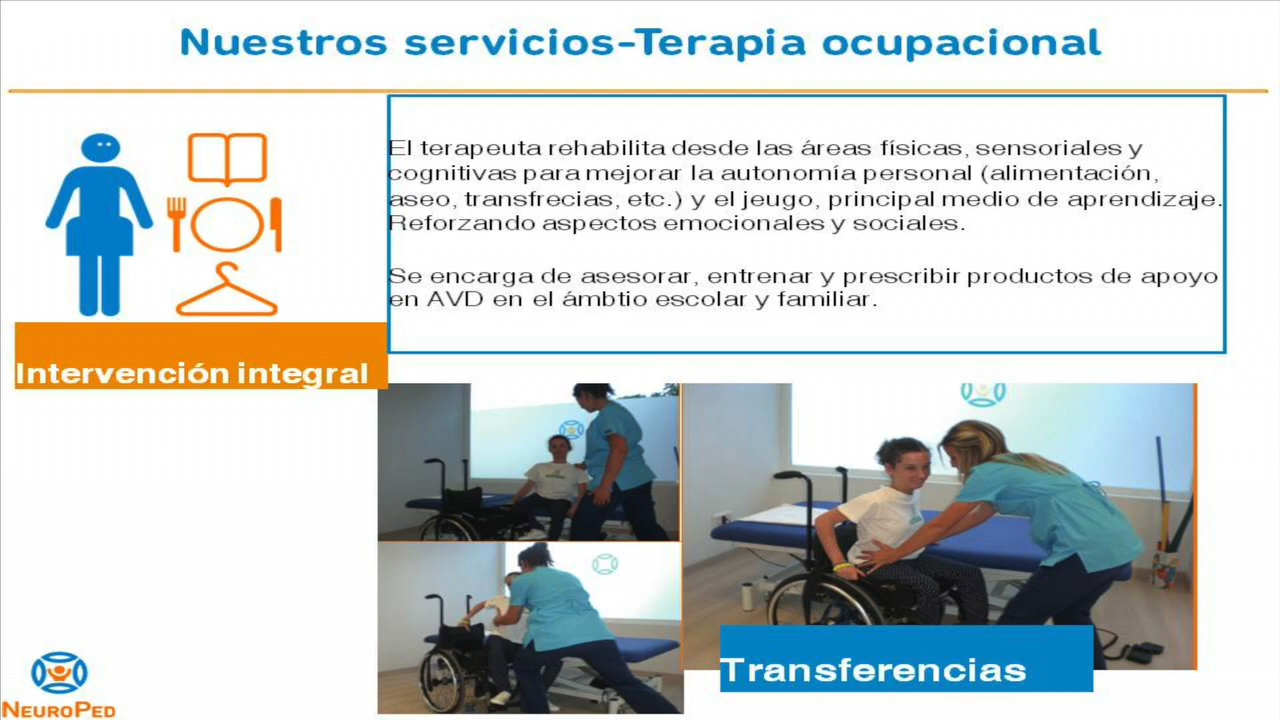 Nuestros servicios-Terapia ocupacional
El terapeuta rehabilita desde las áreas físicas, sensoriales y
cognitivas para mejorar la autonomía personal (alimentación,
aseo, transfrecias, etc.) y el jeugo, principal medio de aprendizaje.
Reforzando aspectos emocionales y sociales.
Se encarga de asesorar, entrenar y prescribir productos de apoyo
en AVD en el ámbtio escolar y familiar.
Intervención integral
Transferencias
NEUROPED